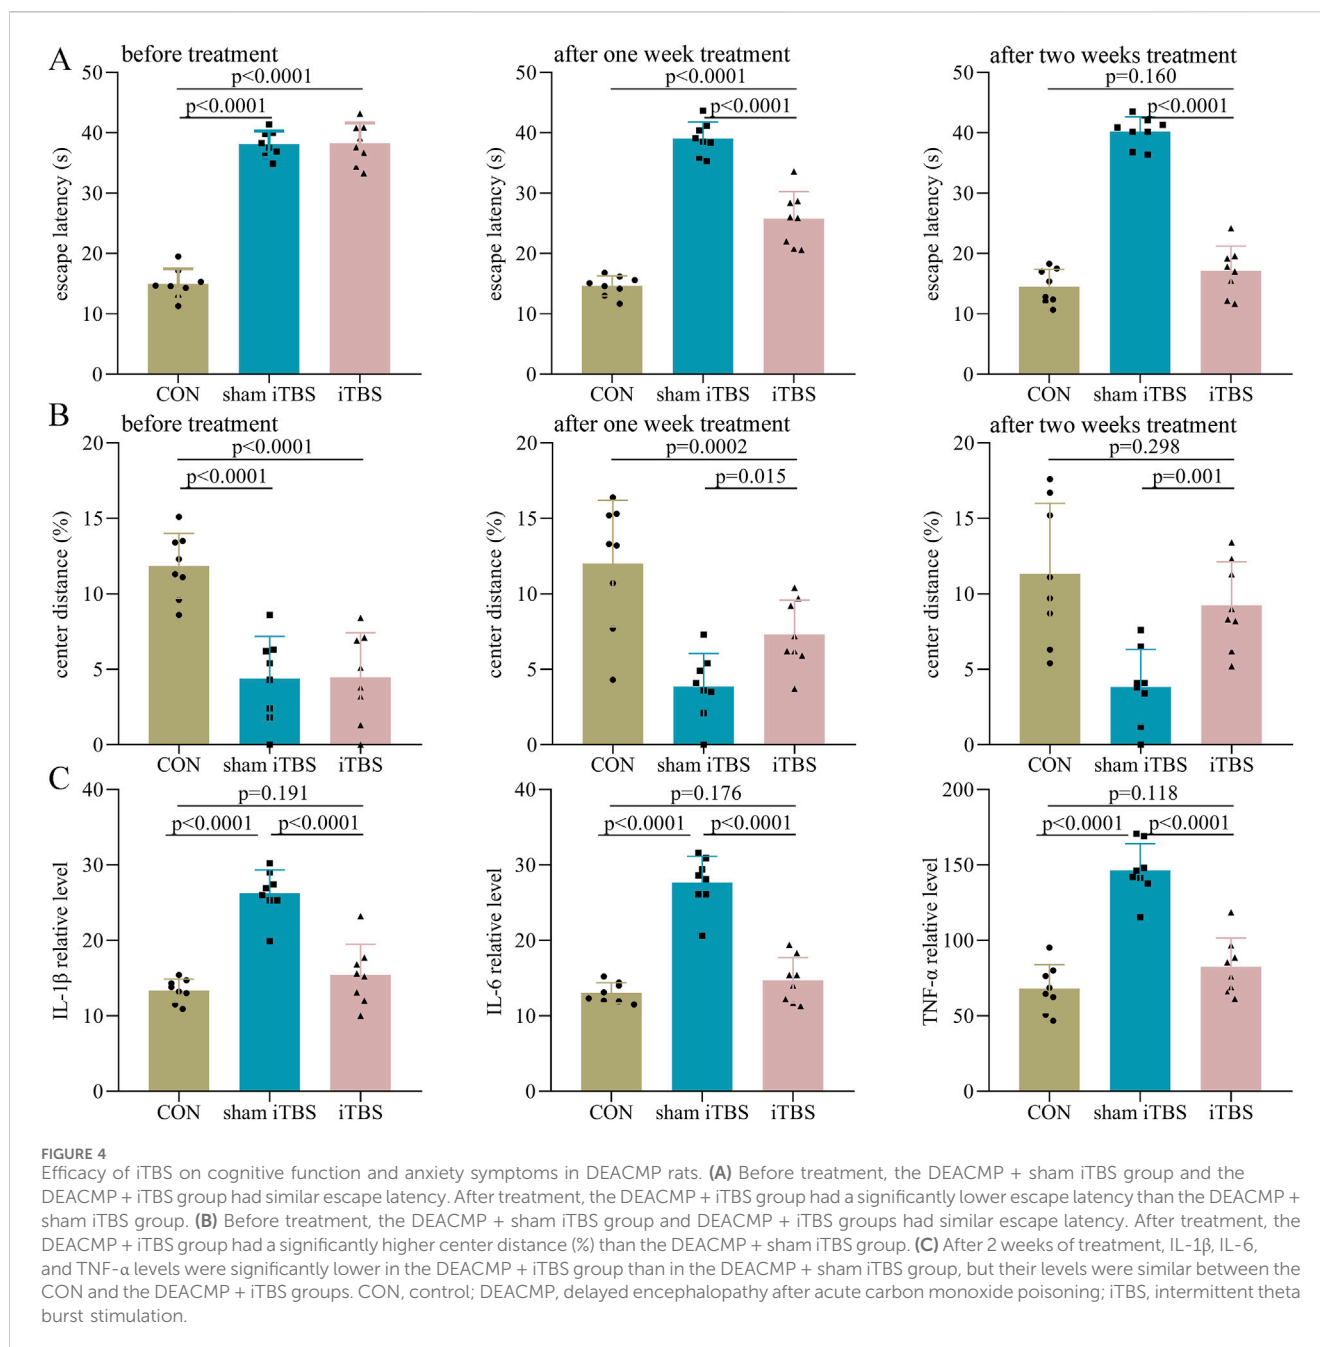 A
before treatment
after one week treatment
after two weeks treatment
50
40
30
20
10
0
escape latency (s)
p<0.0001
p<0.0001
CON
sham iTBS
iTBS
50
40
30
20
10
0
escape latency (s)
p<0.0001
p<0.0001
CON
sham iTBS
iTBS
50
40
30
20
10
0
escape latency (s)
p=0.160
p<0.0001
CON
sham iTBS
iTBS
B
before treatment
after one week treatment
after two weeks treatment
20
15
10
5
0
center distance (%)
p<0.0001
p<0.0001
CON
sham iTBS
iTBS
20
15
10
5
0
center distance (%)
p=0.0002
p=0.015
CON
sham iTBS
iTBS
20
15
10
5
0
center distance (%)
p=0.298
p=0.001
CON
sham iTBS
iTBS
C
40
30
20
10
0
IL-1β relative level
p=0.191
p<0.0001
p<0.0001
CON
sham iTBS
iTBS
40
30
20
10
0
IL-6 relative level
p=0.176
p<0.0001
p<0.0001
CON
sham iTBS
iTBS
200
150
100
50
0
TNF-α relative level
p=0.118
p<0.0001
p<0.0001
CON
sham iTBS
iTBS
FIGURE 4
Efficacy of iTBS on cognitive function and anxiety symptoms in DEACMP rats. (A) Before treatment, the DEACMP + sham iTBS group and the
DEACMP + iTBS group had similar escape latency. After treatment, the DEACMP + iTBS group had a significantly lower escape latency than the DEACMP +
sham iTBS group. (B) Before treatment, the DEACMP + sham iTBS group and DEACMP + iTBS groups had similar escape latency. After treatment, the
DEACMP + iTBS group had a significantly higher center distance (%) than the DEACMP + sham iTBS group. (C) After 2 weeks of treatment, IL-1β, IL-6,
and TNF-α levels were significantly lower in the DEACMP + iTBS group than in the DEACMP + sham iTBS group, but their levels were similar between the
CON and the DEACMP + iTBS groups. CON, control; DEACMP, delayed encephalopathy after acute carbon monoxide poisoning; iTBS, intermittent theta
burst stimulation.